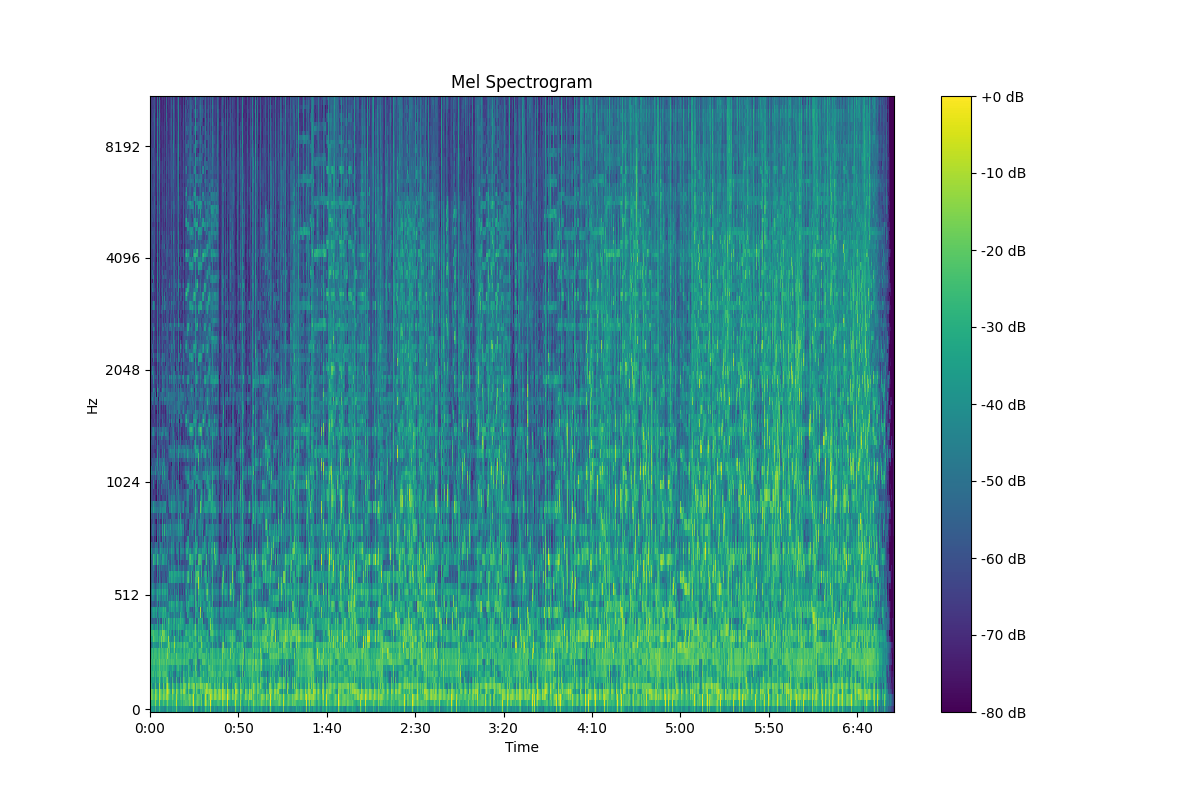 Mel Spectrogram
Hz
8192
4096
2048
1024
512
0
0:00 0:50 1:40 2:30 3:20 4:10 5:00 5:50 6:40
Time
+0 dB
-10 dB
-20 dB
-30 dB
-40 dB
-50 dB
-60 dB
-70 dB
-80 dB